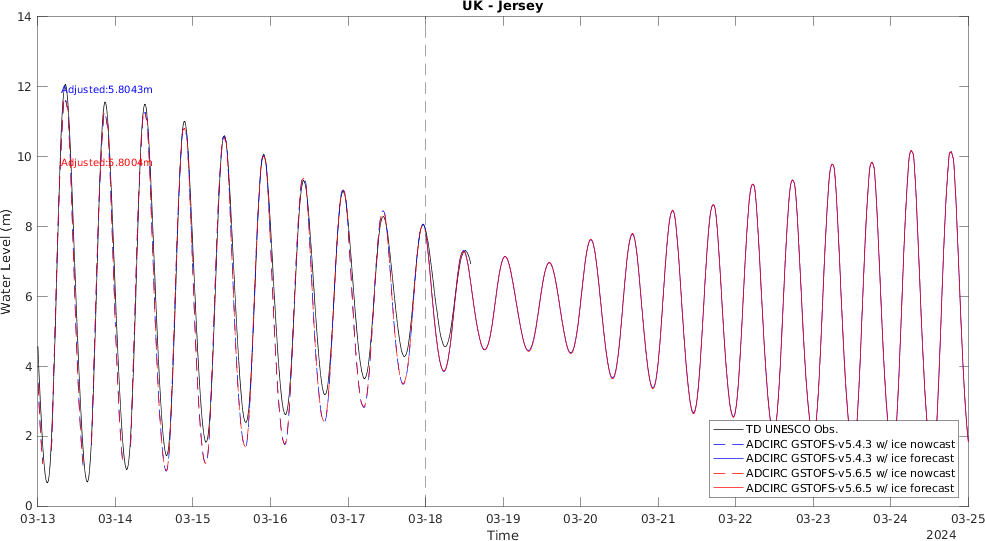 UK - Jersey
14
12
10
8
6
4
2
0
Water Level (m)
Adjusted:5.8043m
Adjusted:5.8004m
TD UNESCO Obs.
ADCIRC GSTOFS-v5.4.3 w/ ice nowcast
ADCIRC GSTOFS-v5.4.3 w/ ice forecast
ADCIRC GSTOFS-v5.6.5 w/ ice nowcast
ADCIRC GSTOFS-v5.6.5 w/ ice forecast
03-13 03-14 03-15 03-16 03-17 03-18 03-19 03-20 03-21 03-22 03-23 03-24 03-25
Time
2024